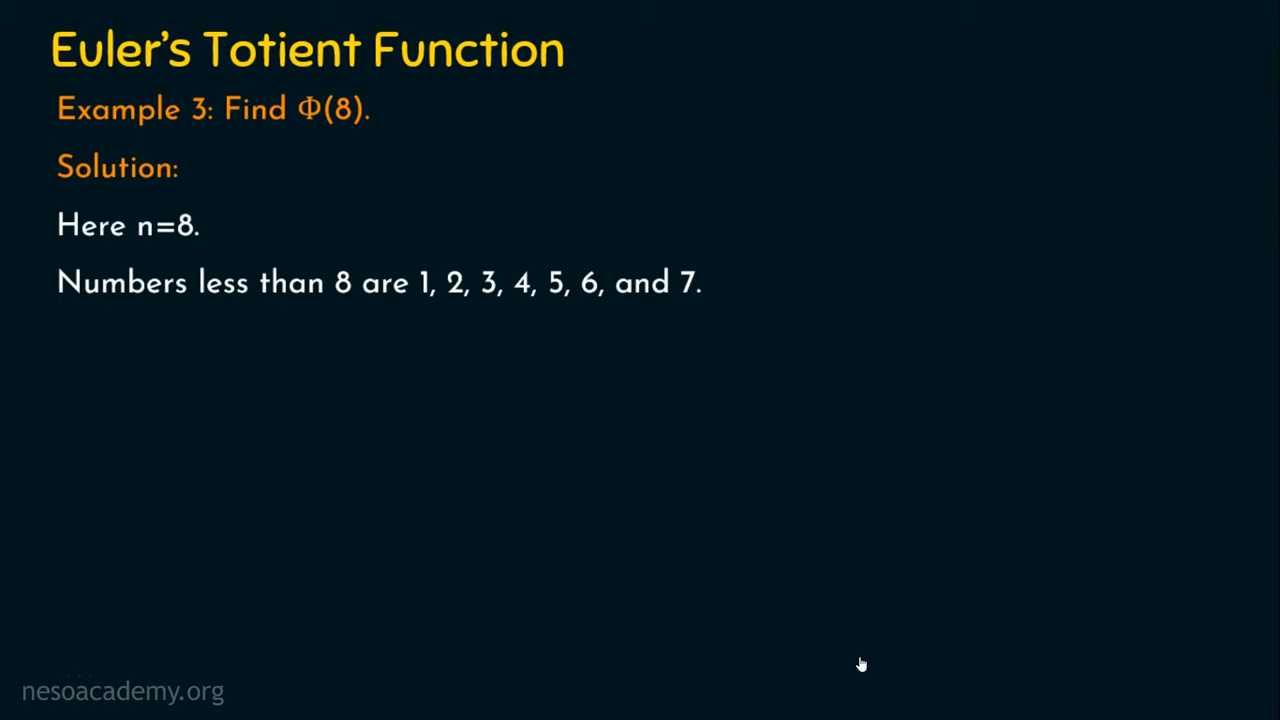 Euler's Totient Function
Example 3: Find Φ(8).
Solution:
Here n=8.
Numbers less than 8 are 1, 2, 3, 4, 5, 6, and 7.
nesoacademy.org